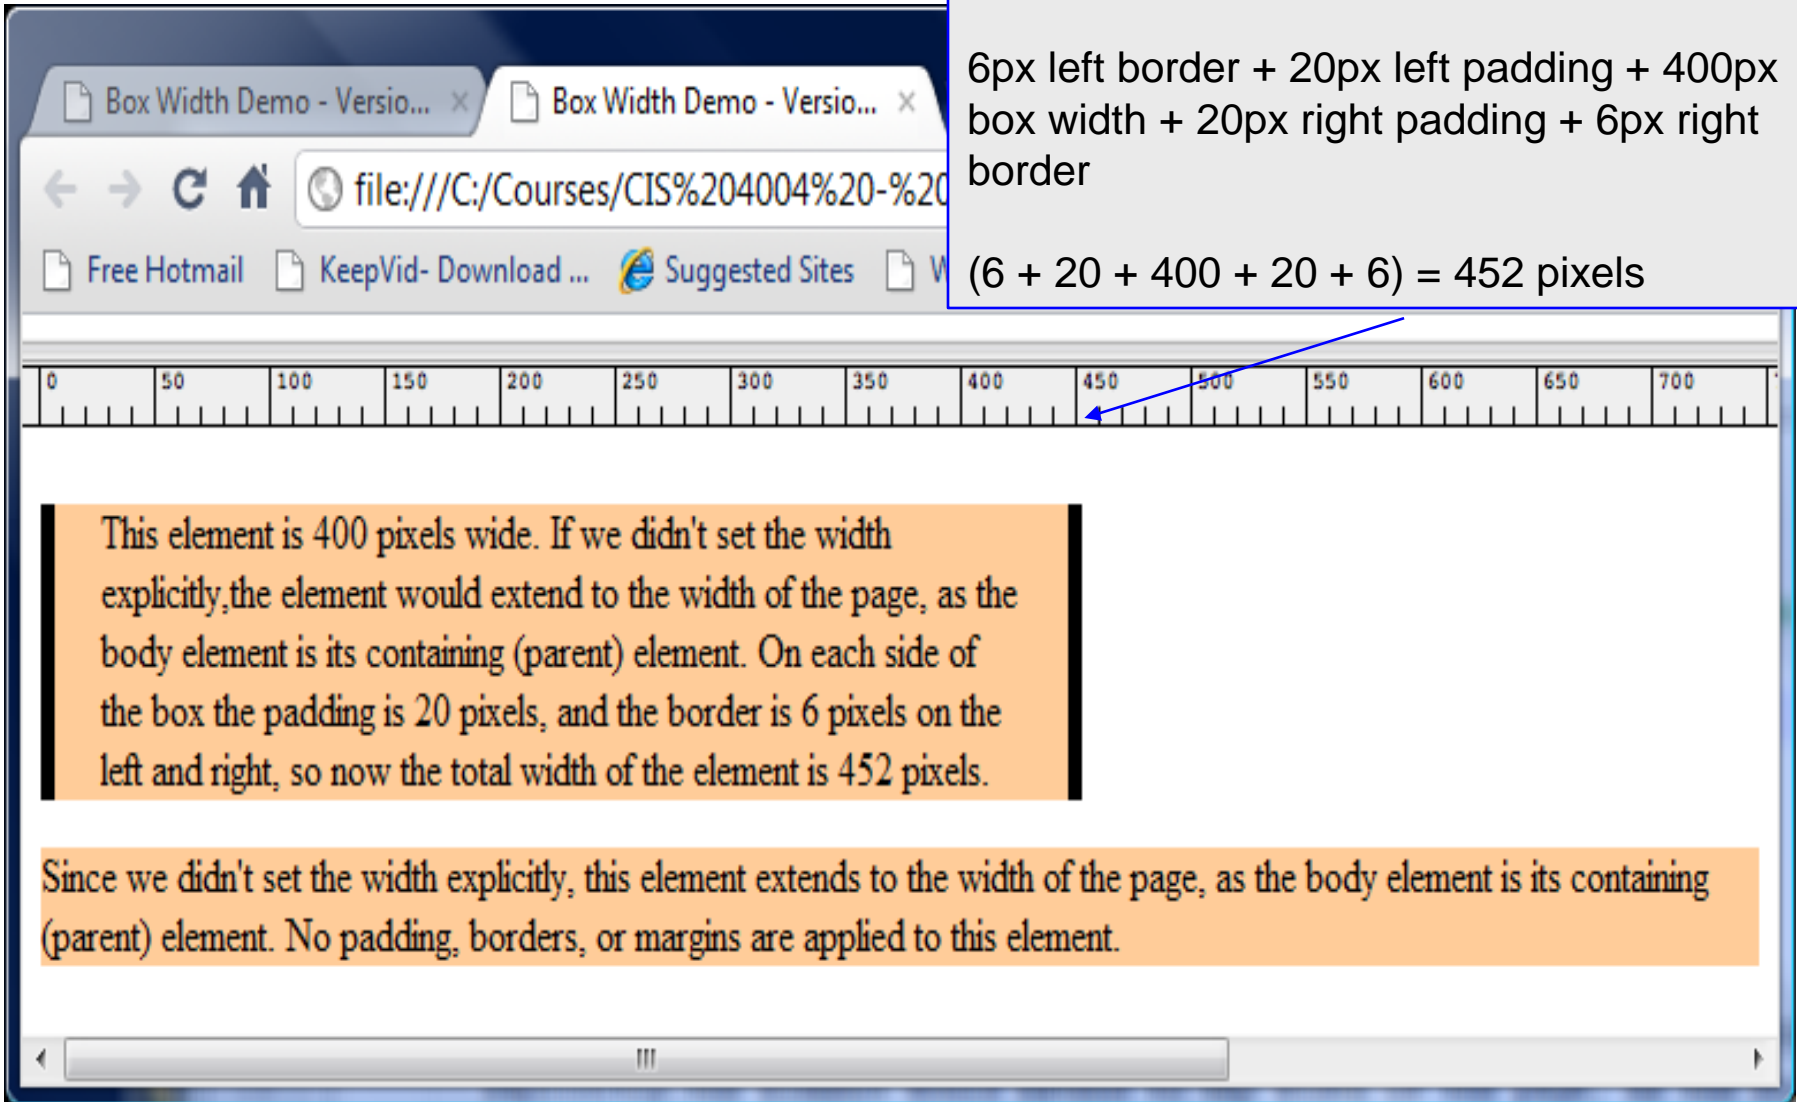 6px left border + 20px left padding + 400px
box width + 20px right padding + 6px right
border
(6 + 20 + 400 + 20 + 6) = 452 pixels
Box Width Demo - Versio... Box Width Demo - Versio...
file:///C:/Courses/CIS%204004%20-%20
Free Hotmail KeepVid- Download ... Suggested Sites
0 50 100 150 200 250 300 350 400 450 500 550 600 650 700
This element is 400 pixels wide. If we didn't set the width
explicitly,the element would extend to the width of the page, as the
body element is its containing (parent) element. On each side of
the box the padding is 20 pixels, and the border is 6 pixels on the
left and right, so now the total width of the element is 452 pixels.
Since we didn't set the width explicitly, this element extends to the width of the page, as the body element is its containing
(parent) element. No padding, borders, or margins are applied to this element.